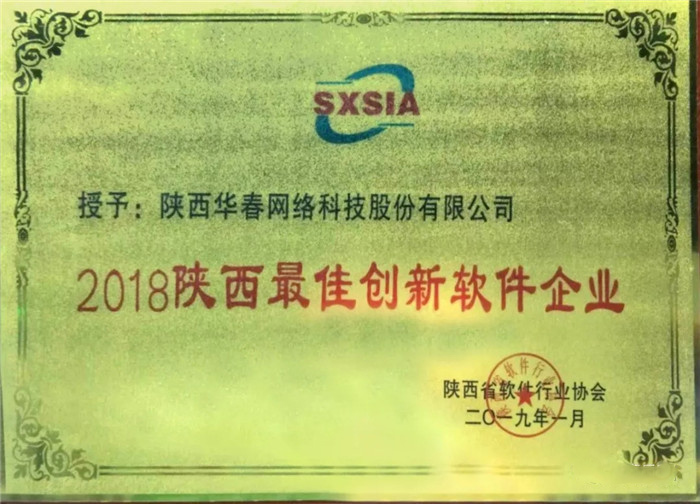 SXSIA
授予：陕西华春网络科技股份有限公司
2018陕西最佳创新软件企业
陕西省软件行业协会
二〇一九年一月